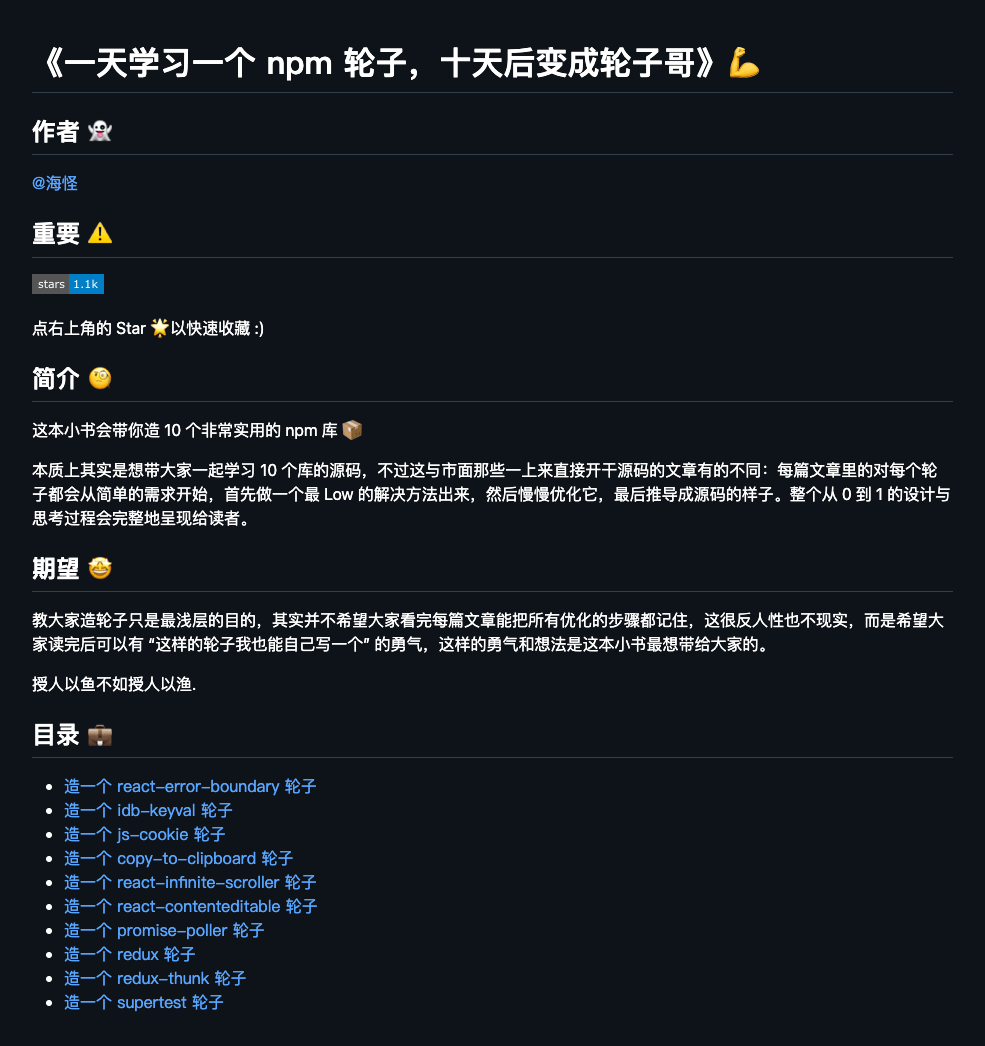 《一天学习一个 npm 轮子，十天后变成轮子哥》💪
作者 👻
@海怪
重要 ⚠️
stars 1.1k
点右上角的 Star 🌟以快速收藏 :)
简介 🧐
这本小书会带你造 10 个非常实用的 npm 库 📦
本质上其实是想带大家一起学习 10 个库的源码，不过这与市面那些一上来直接开干源码的文章有的不同：每篇文章里的对每个轮
子都会从简单的需求开始，首先做一个最 Low 的解决方法出来，然后慢慢优化它，最后推导成源码的样子。整个从 0 到 1 的设计与
思考过程会完整地呈现给读者。
期望 🤩
教大家造轮子只是最浅层的目的，其实并不希望大家看完每篇文章能把所有优化的步骤都记住，这很反人性也不现实，而是希望大
家读完后可以有 “这样的轮子我也能自己写一个” 的勇气，这样的勇气和想法是这本小书最想带给大家的。
授人以鱼不如授人以渔.
目录 💼
• 造一个 react-error-boundary 轮子
• 造一个 idb-keyval 轮子
• 造一个 js-cookie 轮子
• 造一个 copy-to-clipboard 轮子
• 造一个 react-infinite-scroller 轮子
• 造一个 react-contenteditable 轮子
• 造一个 promise-poller 轮子
• 造一个 redux 轮子
• 造一个 redux-thunk 轮子
• 造一个 supertest 轮子